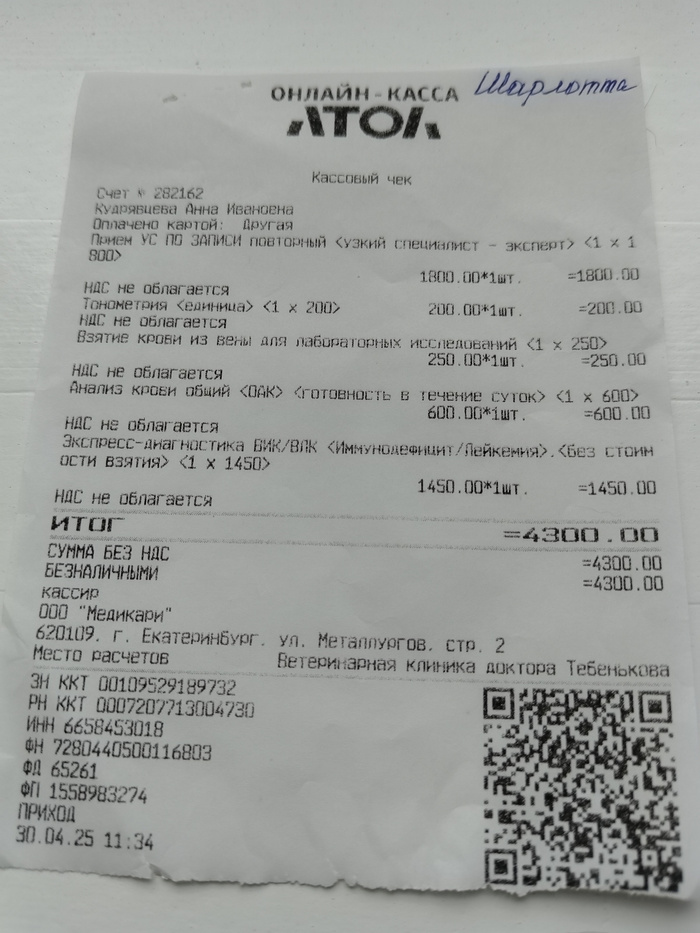 ОНЛАЙН-КАССА Шарлотта
АТОЛ
Кассовый чек
Счет № 282162
Кудрявцева Анна Ивановна
Оплачено картой: Другая
Прием УС ПО ЗАПИСИ повторный <узкий специалист - эксперт> <1 x 1
800>
1800.00*1шт. =1800.00
НДС не облагается
Тонометрия <единица> <1 x 200> 200.00*1шт. =200.00
НДС не облагается
Взятие крови из вены для лабораторных исследований <1 x 250>
250.00*1шт. =250.00
НДС не облагается
Анализ крови общий <ОАК> <готовность в течение суток> <1 x 600>
600.00*1шт. =600.00
НДС не облагается
Экспресс-диагностика ВИК/ВЛК <Иммунодефицит/Лейкемия>.<без стоим
ости взятия> <1 x 1450>
1450.00*1шт. =1450.00
НДС не облагается
ИТОГ =4300.00
СУММА БЕЗ НДС =4300.00
БЕЗНАЛИЧНЫМИ =4300.00
кассир
ООО "Медикари"
620109. г. Екатеринбург. ул. Металлургов. стр. 2
Место расчетов Ветеринарная клиника доктора Тебенькова
ЗН ККТ 00109529189732
РН ККТ 0007207713004730
ИНН 6658453018
ФН 7280440500116803
ФД 65261
ФП 1558983274
ПРИХОД
30.04.25 11:34